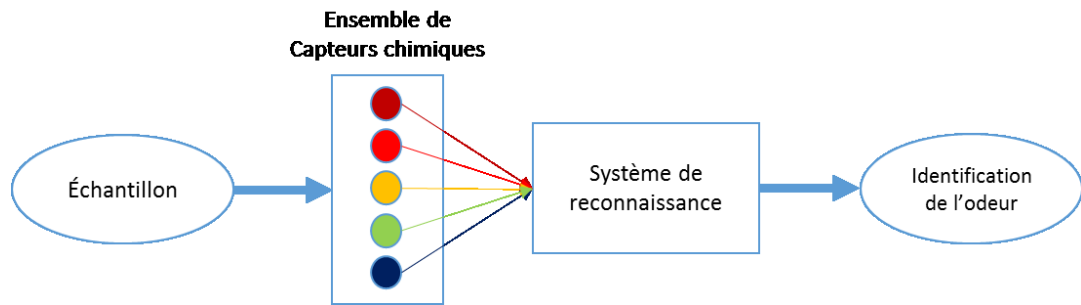 Ensemble de
Capteurs chimiques
Échantillon
Système de
reconnaissance
Identification
de l'odeur